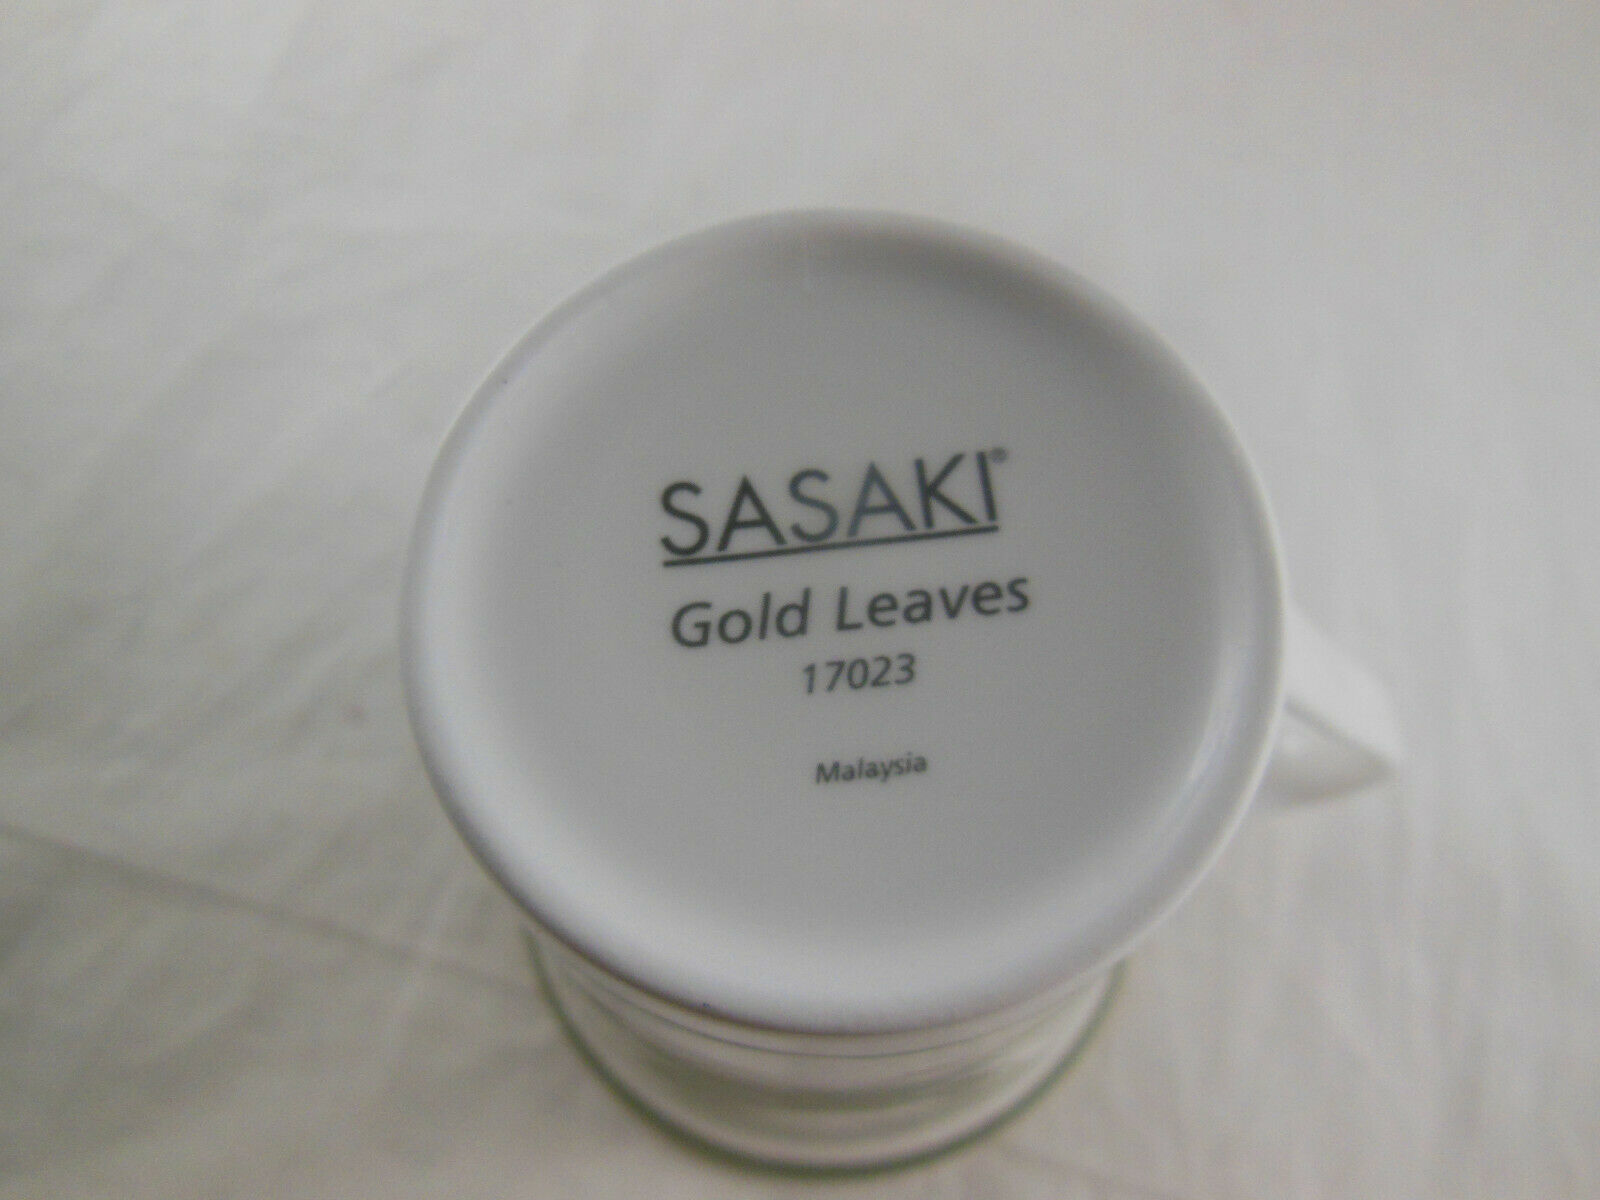 SASAKI®
Gold Leaves
17023
Malaysia